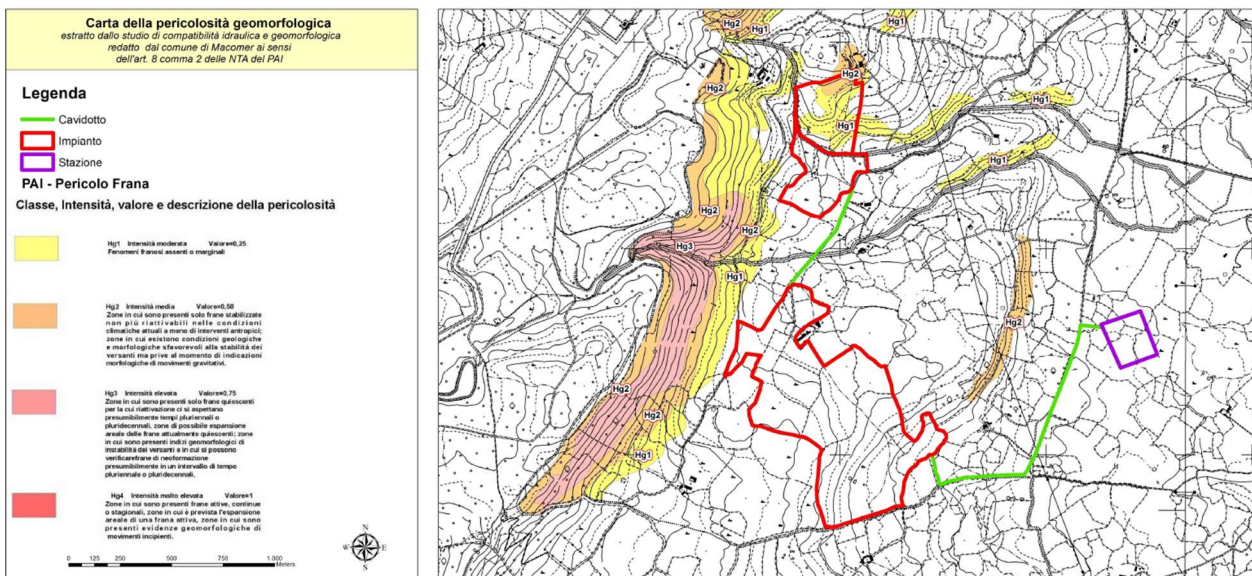 Carta della pericolosità geomorfologica
estratto dallo studio di compatibilità idraulica e geomorfologica
redatto dal comune di Macomer ai sensi
dell'art. 8 comma 2 delle NTA del PAI
Legenda
Cavidotto
Impianto
Stazione
PAI - Pericolo Frana
Classe, Intensità, valore e descrizione della pericolosità
Hg1 Intensità moderata Valore=0,25
Fenomeni franosi assenti o marginali
Hg2 Intensità media Valore=0,50
Zone in cui sono presenti solo frane stabilizzate
non più riattivabili nelle condizioni
climatiche attuali a meno di interventi antropici;
zone in cui esistono condizioni geologiche
e morfologiche sfavorevoli alla stabilità dei
versanti ma prive al momento di indicazioni
morfologiche di movimenti gravitativi.
Hg3 Intensità elevata Valore=0,75
Zone in cui sono presenti solo frane quiescenti
per la cui riattivazione ci si aspettano
presumibilmente tempi pluriennali o
pluridecennali, zone di possibile espansione
areale delle frane attualmente quiescenti; zone
in cui sono presenti indizi geomorfologici di
instabilità dei versanti e in cui si possono
verificarefrane di neoformazione
presumibilmente in un intervallo di tempo
pluriennale o pluridecennale.
Hg4 Intensità molto elevata Valore=1
Zone in cui sono presenti frane attive, continue
o stagionali, zone in cui è prevista l'espansione
areale di una frana attiva, zone in cui sono
presenti evidenze geomorfologiche di
movimenti incipienti.
0 125 250 500 750 1.000
Meters
N
W E
S
Hg2
Hg1
Hg1
Hg2
Hg2
Hg1
Hg1
Hg1
Hg2
Hg2
Hg3
Hg1
Hg2
Hg2
Hg2
Hg1